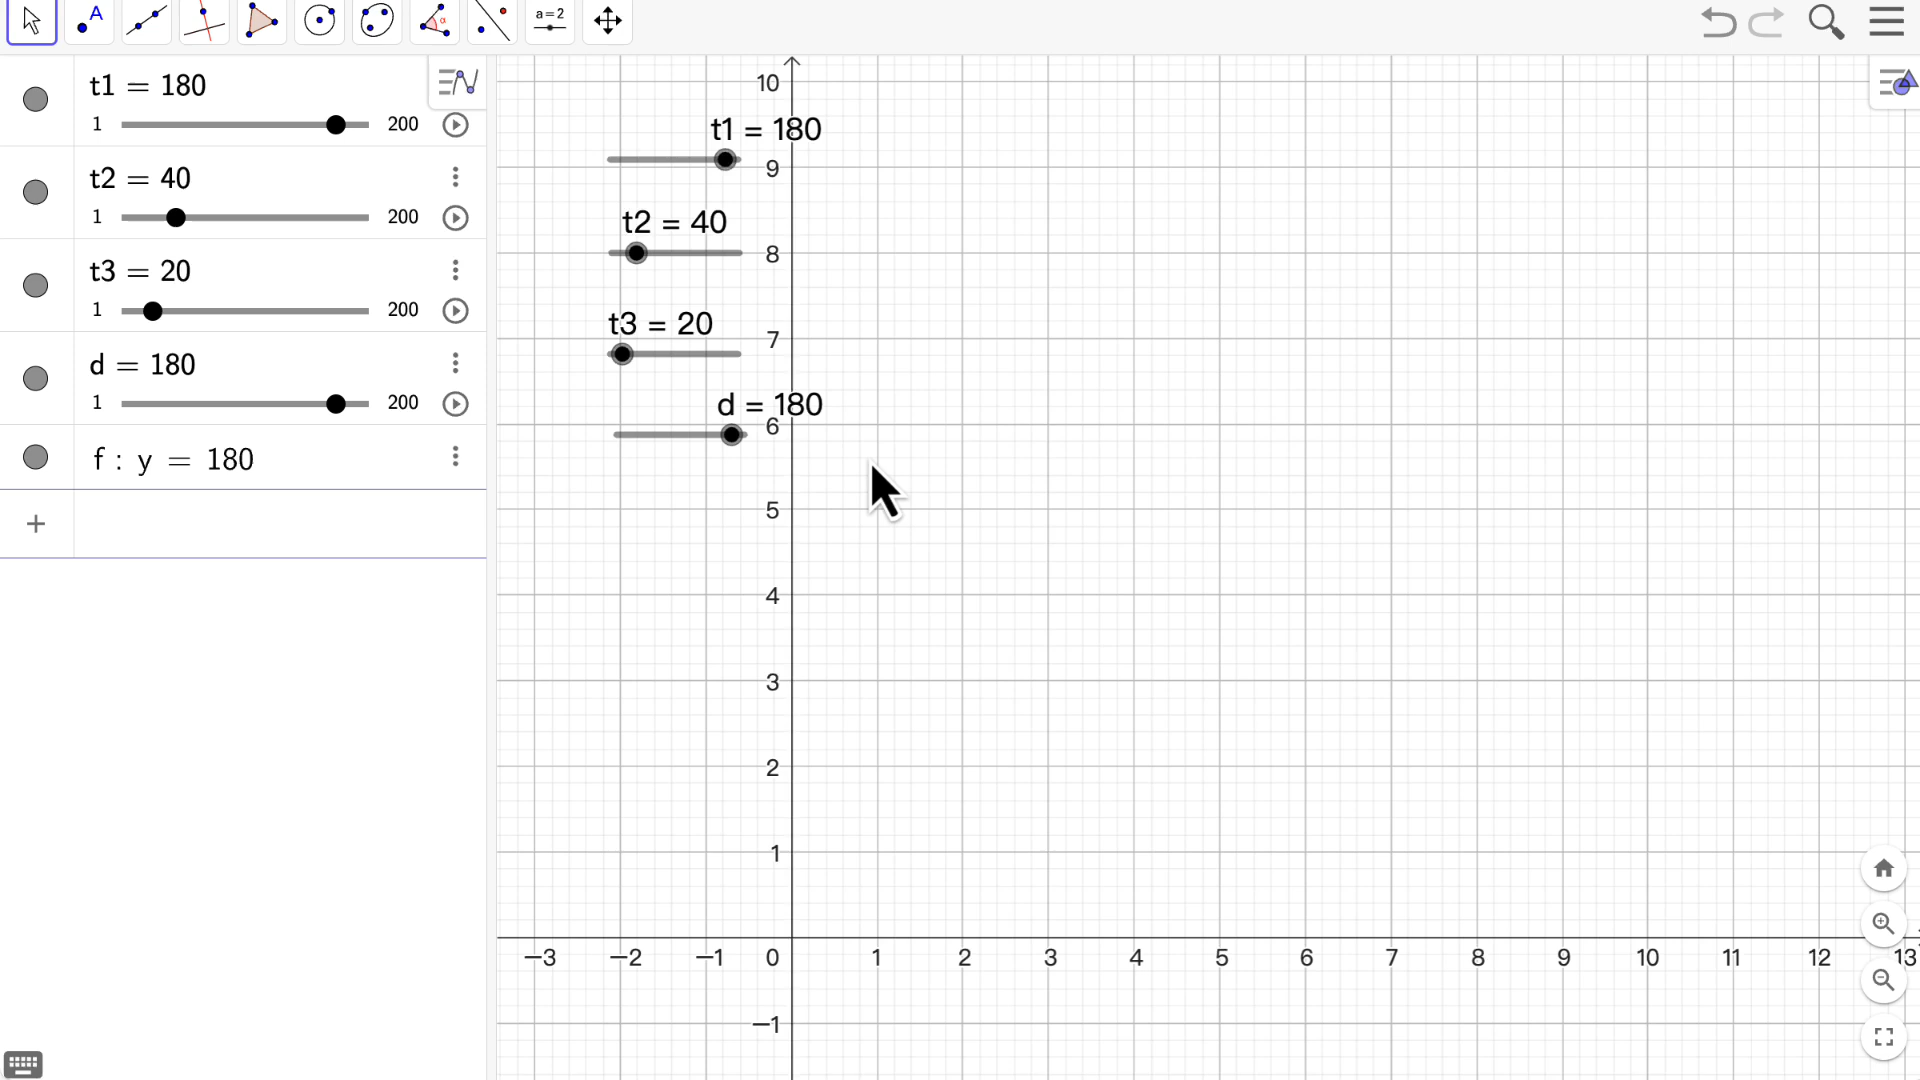 A
α
a=2
t1 = 180
1 200
t2 = 40
1 200
t3 = 20
1 200
d = 180
1 200
f : y = 180
+
t1 = 180
t2 = 40
t3 = 20
d = 180
10
9
8
7
6
5
4
3
2
1
−1
−3 −2 −1 0 1 2 3 4 5 6 7 8 9 10 11 12 13